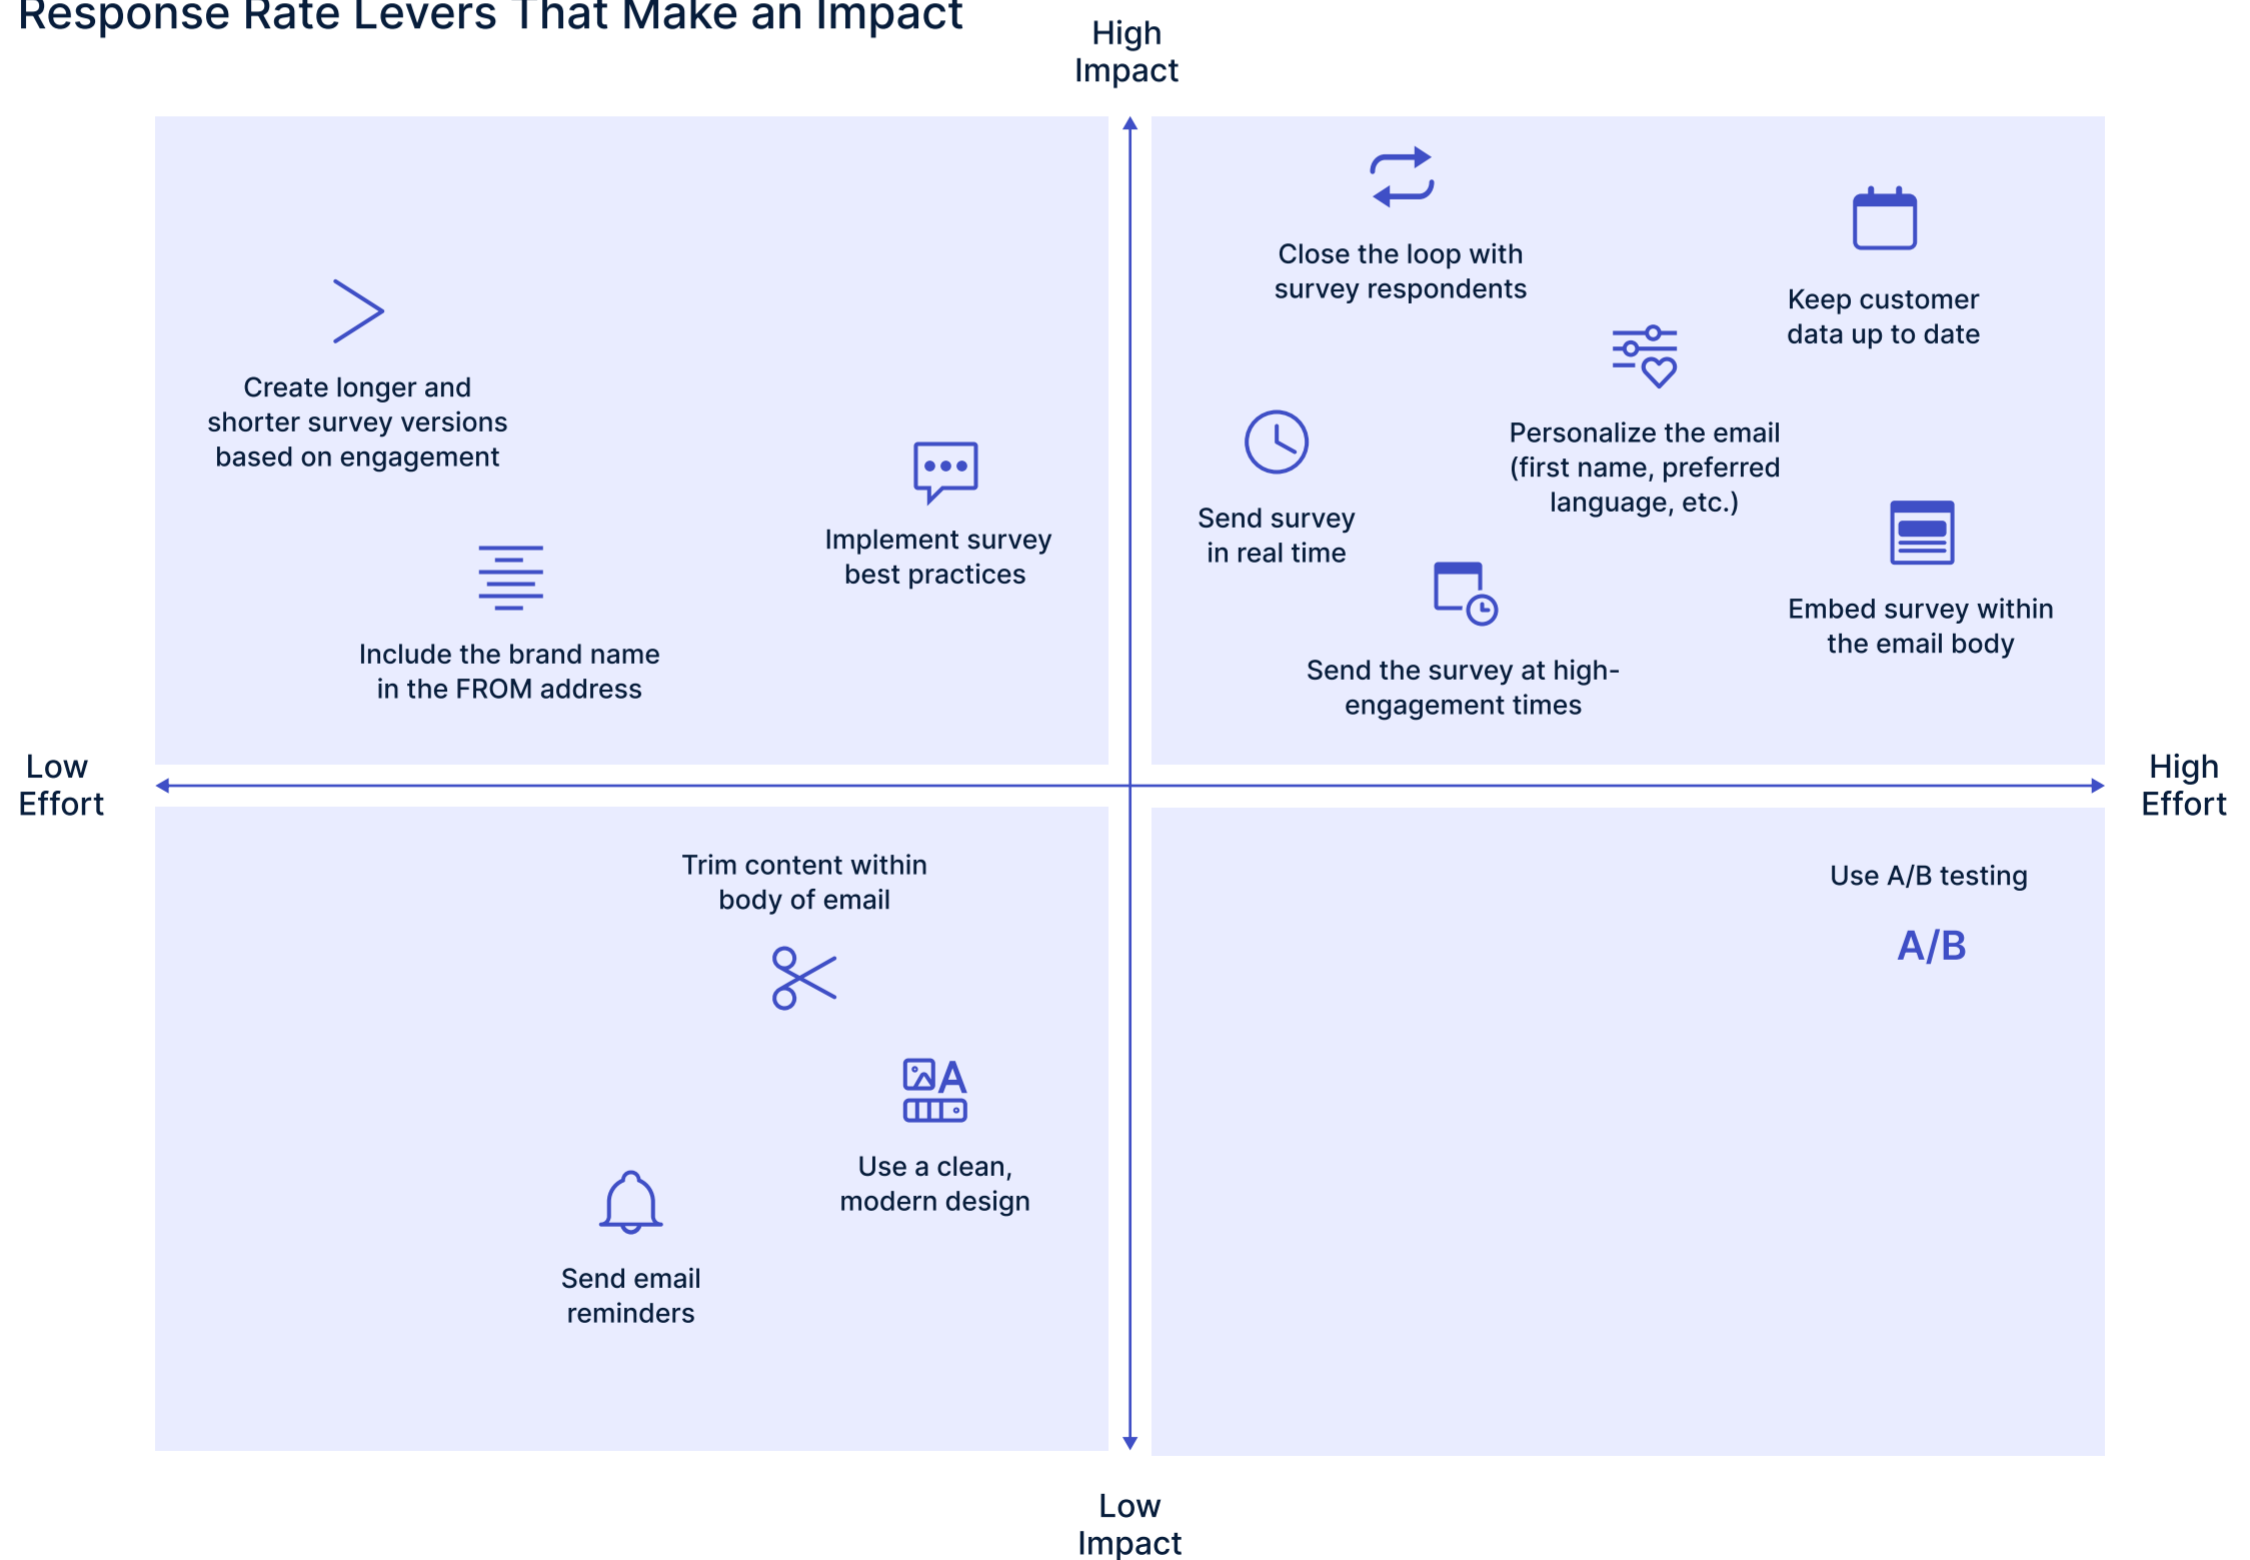 Response Rate Levers That Make an Impact
High
Impact
Close the loop with
survey respondents
Keep customer
data up to date
Create longer and
shorter survey versions
based on engagement
Personalize the email
(first name, preferred
language, etc.)
Send survey
in real time
Implement survey
best practices
Embed survey within
the email body
Include the brand name
in the FROM address
Send the survey at high-
engagement times
Low
Effort
High
Effort
Trim content within
body of email
Use A/B testing
A/B
A
Use a clean,
modern design
Send email
reminders
Low
Impact